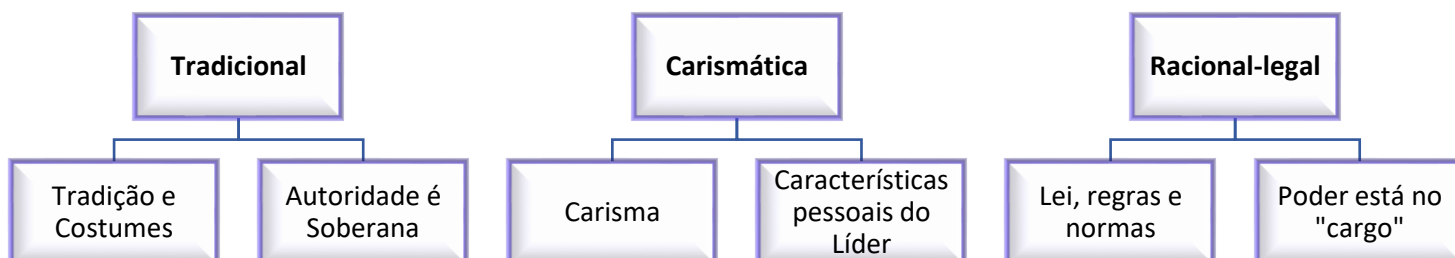 Tradicional
Carismática
Racional-legal
Tradição e
Costumes
Autoridade é
Soberana
Carisma
Características
pessoais do
Líder
Lei, regras e
normas
Poder está no
"cargo"